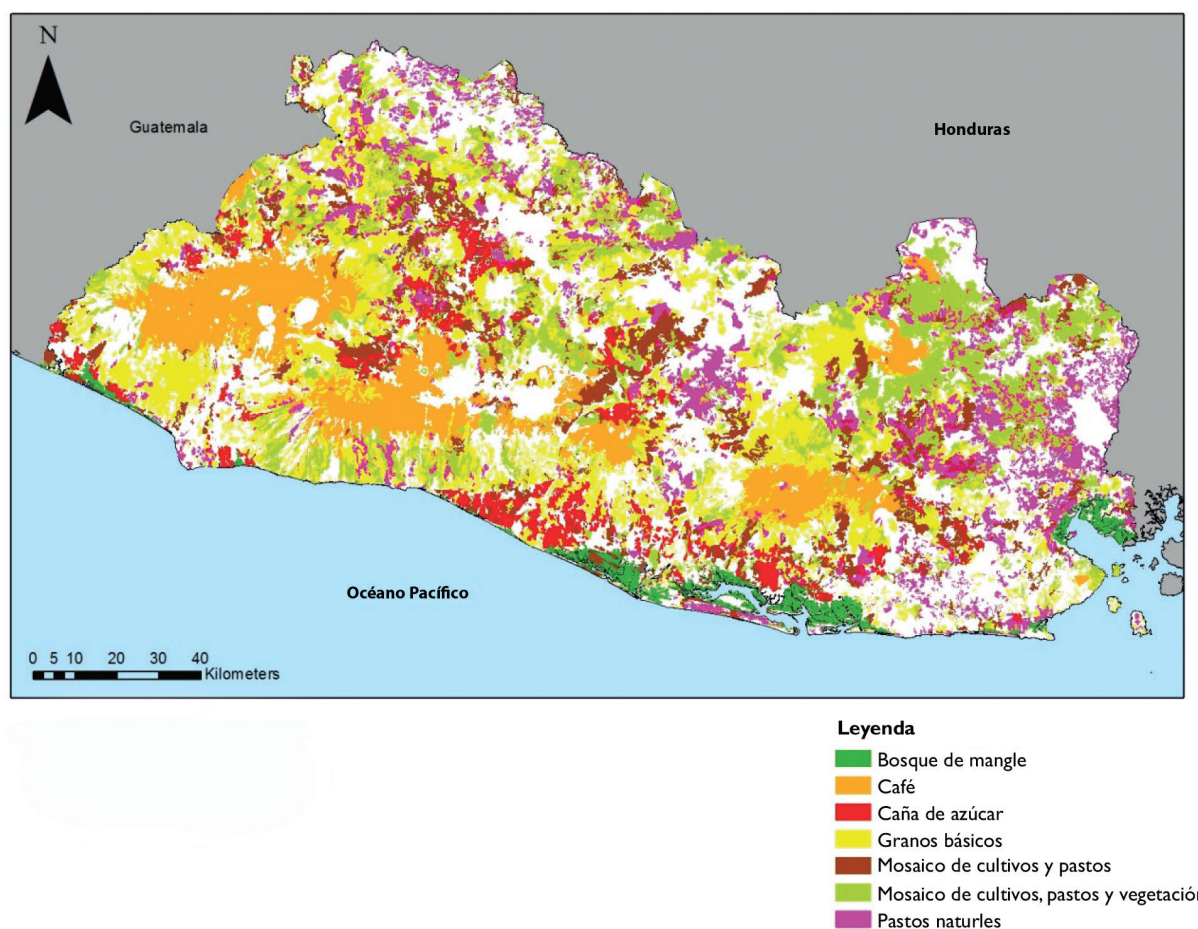 N
Guatemala
Honduras
Océano Pacífico
0 5 10 20 30 40
Kilometers
Leyenda
Bosque de mangle
Café
Caña de azúcar
Granos básicos
Mosaico de cultivos y pastos
Mosaico de cultivos, pastos y vegetación
Pastos naturles